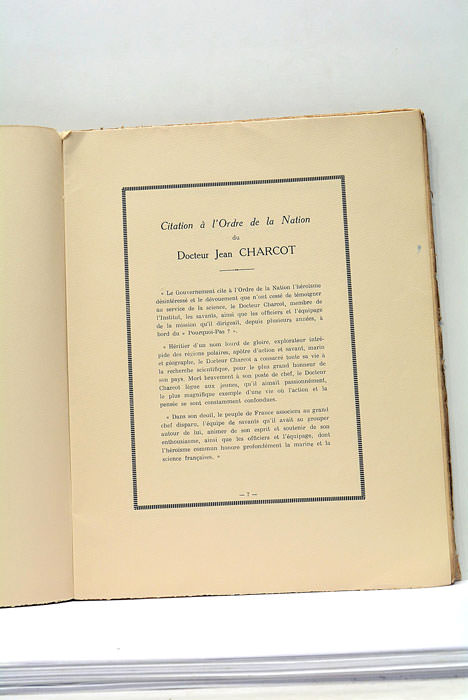 Citation à l'Ordre de la Nation
du
Docteur Jean CHARCOT
« Le Gouvernement cite à l'Ordre de la Nation l'héroïsme
désintéressé et le dévouement que n'ont cessé de témoigner
au service de la science, le Docteur Charcot, membre de
l'Institut, les savants, ainsi que les officiers et l'équipage
de la mission qu'il dirigeait, depuis plusieurs années, à
bord du « Pourquoi-Pas ? ».
« Héritier d'un nom lourd de gloire, explorateur intré-
pide des régions polaires, apôtre d'action et savant, marin
et géographe, le Docteur Charcot a consacré toute sa vie à
la recherche scientifique, pour le plus grand honneur de
son pays. Mort bravement à son poste de chef, le Docteur
Charcot lègue aux jeunes, qu'il aimait passionnément,
le plus magnifique exemple d'une vie où l'action et la
pensée se sont constamment confondues.
« Dans son deuil, le peuple de France associera au grand
chef disparu, l'équipe de savants qu'il avait su grouper
autour de lui, animer de son esprit et soutenir de son
enthousiasme, ainsi que les officiers et l'équipage, dont
l'héroïsme commun honore profondément la marine et la
science françaises. »
— 7 —